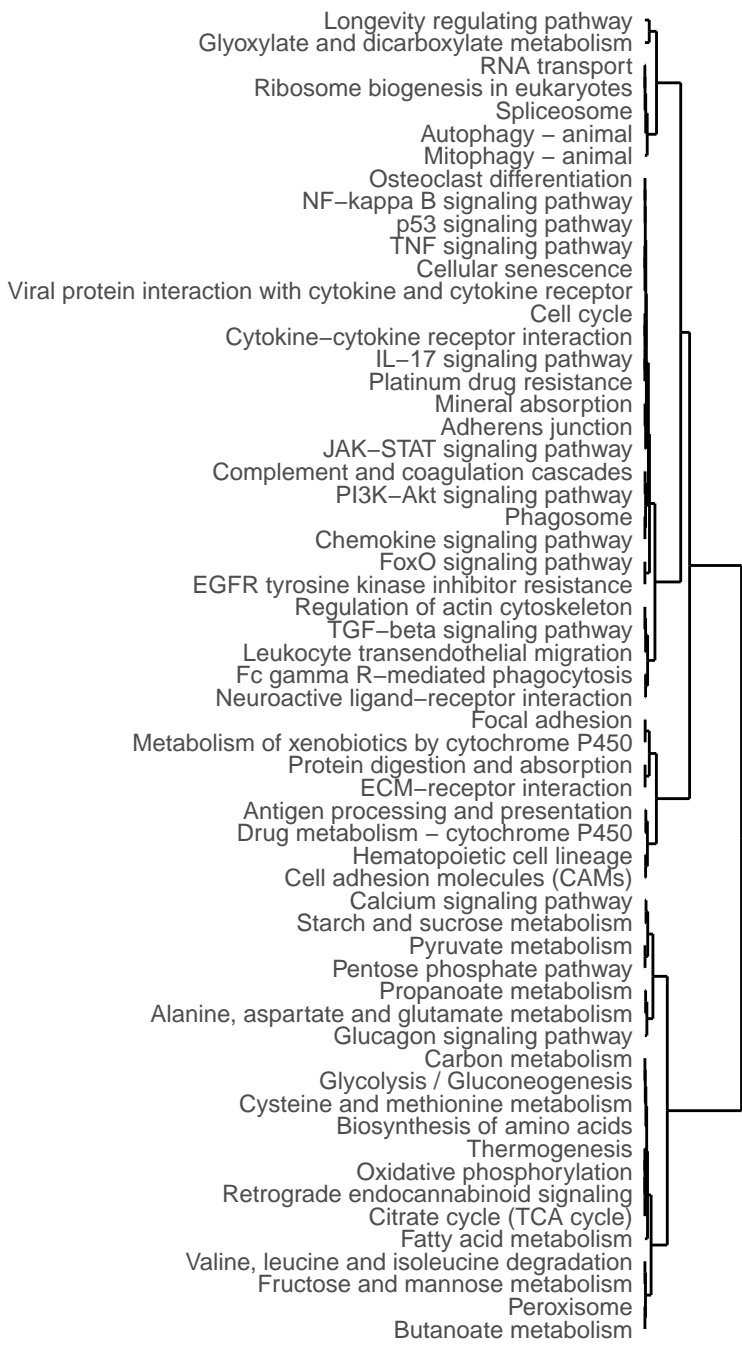 Longevity regulating pathway
Glyoxylate and dicarboxylate metabolism
RNA transport
Ribosome biogenesis in eukaryotes
Spliceosome
Autophagy − animal
Mitophagy − animal
Osteoclast differentiation
NF−kappa B signaling pathway
p53 signaling pathway
TNF signaling pathway
Cellular senescence
Viral protein interaction with cytokine and cytokine receptor
Cell cycle
Cytokine−cytokine receptor interaction
IL−17 signaling pathway
Platinum drug resistance
Mineral absorption
Adherens junction
JAK−STAT signaling pathway
Complement and coagulation cascades
PI3K−Akt signaling pathway
Phagosome
Chemokine signaling pathway
FoxO signaling pathway
EGFR tyrosine kinase inhibitor resistance
Regulation of actin cytoskeleton
TGF−beta signaling pathway
Leukocyte transendothelial migration
Fc gamma R−mediated phagocytosis
Neuroactive ligand−receptor interaction
Focal adhesion
Metabolism of xenobiotics by cytochrome P450
Protein digestion and absorption
ECM−receptor interaction
Antigen processing and presentation
Drug metabolism − cytochrome P450
Hematopoietic cell lineage
Cell adhesion molecules (CAMs)
Calcium signaling pathway
Starch and sucrose metabolism
Pyruvate metabolism
Pentose phosphate pathway
Propanoate metabolism
Alanine, aspartate and glutamate metabolism
Glucagon signaling pathway
Carbon metabolism
Glycolysis / Gluconeogenesis
Cysteine and methionine metabolism
Biosynthesis of amino acids
Thermogenesis
Oxidative phosphorylation
Retrograde endocannabinoid signaling
Citrate cycle (TCA cycle)
Fatty acid metabolism
Valine, leucine and isoleucine degradation
Fructose and mannose metabolism
Peroxisome
Butanoate metabolism